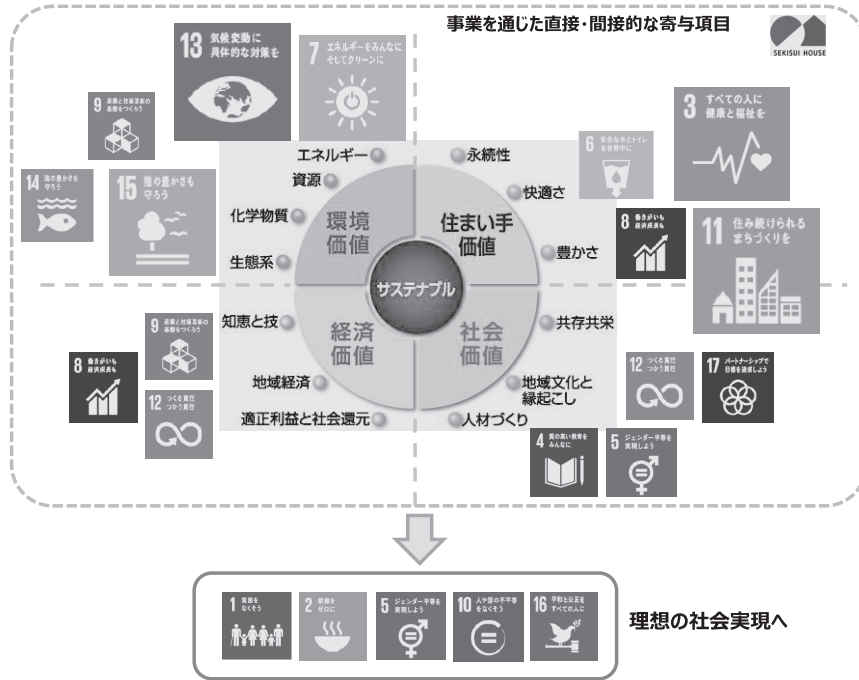 事業を通じた直接・間接的な寄与項目
SEKISUI HOUSE
13 気候変動に
具体的な対策を
7 エネルギーをみんなに
そしてクリーンに
9 産業と技術革新の
基盤をつくろう
14 海の豊かさを
守ろう
15 陸の豊かさも
守ろう
エネルギー
資源
化学物質
生態系
環境
価値
永続性
快適さ
豊かさ
住まい手
価値
6 安全な水とトイレ
を世界中に
3 すべての人に
健康と福祉を
8 働きがいも
経済成長も
11 住み続けられる
まちづくりを
サステナブル
知恵と技
地域経済
適正利益と社会還元
経済
価値
9 産業と技術革新の
基盤をつくろう
8 働きがいも
経済成長も
12 つくる責任
つかう責任
社会
価値
共存共栄
地域文化と
縁起こし
人材づくり
12 つくる責任
つかう責任
17 パートナーシップで
目標を達成しよう
4 質の高い教育を
みんなに
5 ジェンダー平等を
実現しよう
1 貧困を
なくそう
2 飢餓を
ゼロに
5 ジェンダー平等を
実現しよう
10 人や国の不平等
をなくそう
16 平和と公正を
すべての人に
理想の社会実現へ